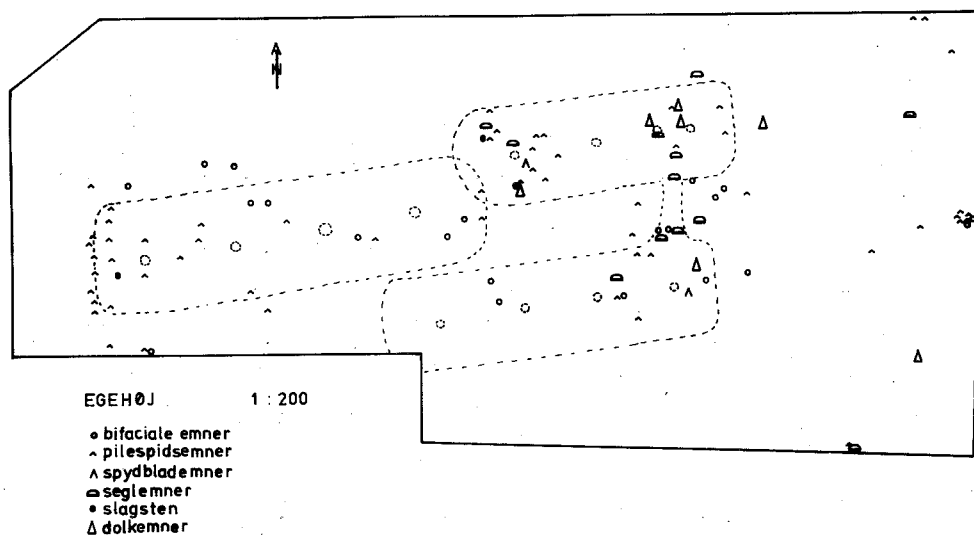 N
EGEHØJ 1 : 200
bifaciale emner
pilespidsemner
spydblademner
seglemner
slagsten
dolkemner